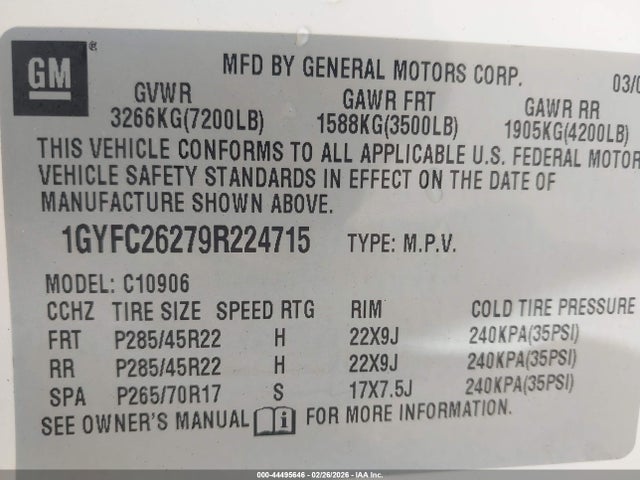 GM ®
MFD BY GENERAL MOTORS CORP. 03/0
GVWR GAWR FRT GAWR RR
3266KG(7200LB) 1588KG(3500LB) 1905KG(4200LB)
THIS VEHICLE CONFORMS TO ALL APPLICABLE U.S. FEDERAL MOTOR
VEHICLE SAFETY STANDARDS IN EFFECT ON THE DATE OF
MANUFACTURE SHOWN ABOVE.
1GYFC26279R224715 TYPE: M.P.V.
MODEL: C10906
CCHZ TIRE SIZE SPEED RTG RIM COLD TIRE PRESSURE
FRT P285/45R22 H 22X9J 240KPA(35PSI)
RR P285/45R22 H 22X9J 240KPA(35PSI)
SPA P265/70R17 S 17X7.5J 240KPA(35PSI)
SEE OWNER'S MANUAL i FOR MORE INFORMATION.
000-44495646 - 02/26/2026 - IAA Inc.